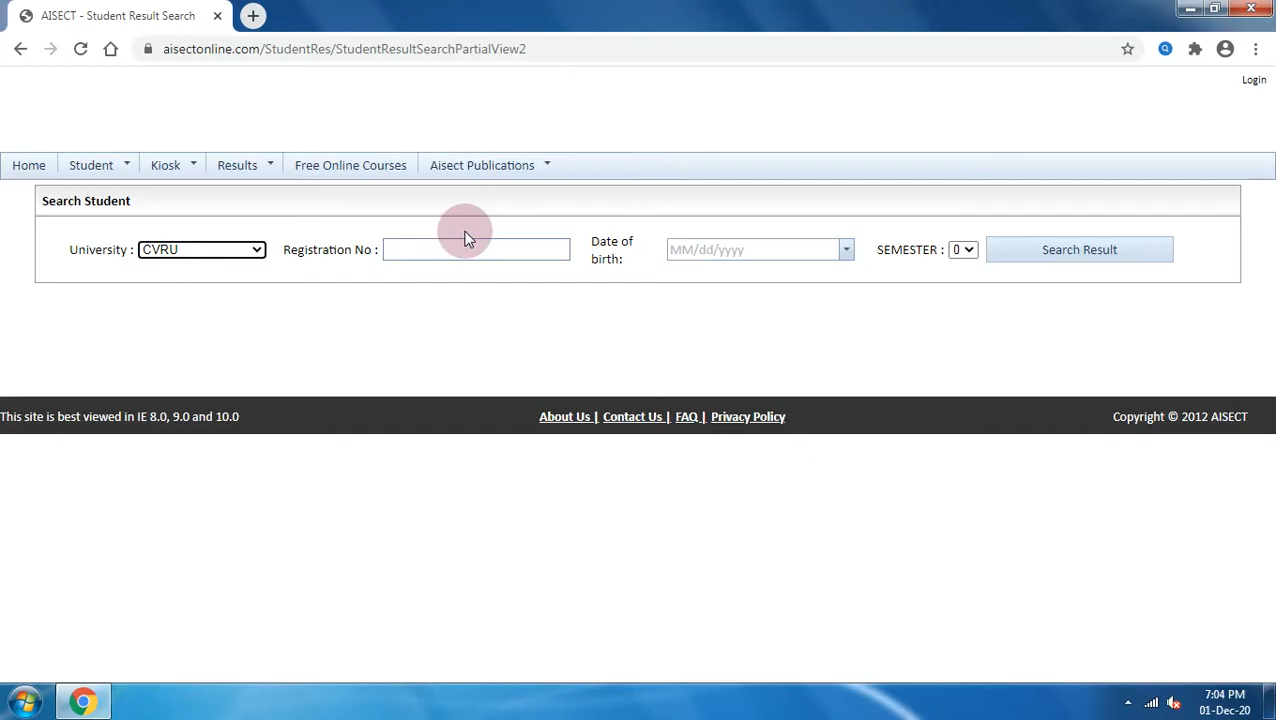 AISECT - Student Result Search
aisectonline.com/StudentRes/StudentResultSearchPartialView2
Login
Home Student Kiosk Results Free Online Courses Aisect Publications
Search Student
University : CVRU Registration No : Date of birth: MM/dd/yyyy SEMESTER : 0 Search Result
This site is best viewed in IE 8.0, 9.0 and 10.0 About Us | Contact Us | FAQ | Privacy Policy Copyright © 2012 AISECT
7:04 PM
01-Dec-20